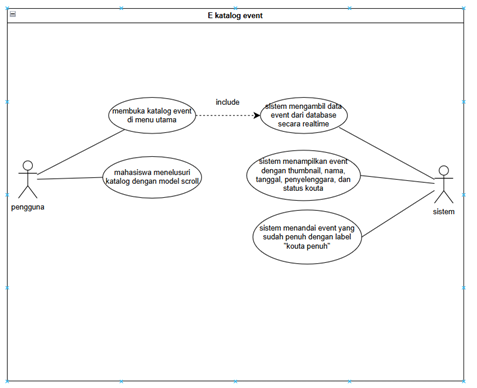 E katalog event
membuka katalog event
di menu utama
include
sistem mengambil data
event dari database
secara realtime
mahasiswa menelusuri
katalog dengan model scroll
sistem menampilkan event
dengan thumbnail, nama,
tanggal, penyelenggara, dan
status kouta
pengguna
sistem
sistem menandai event yang
sudah penuh dengan label
"kouta penuh"